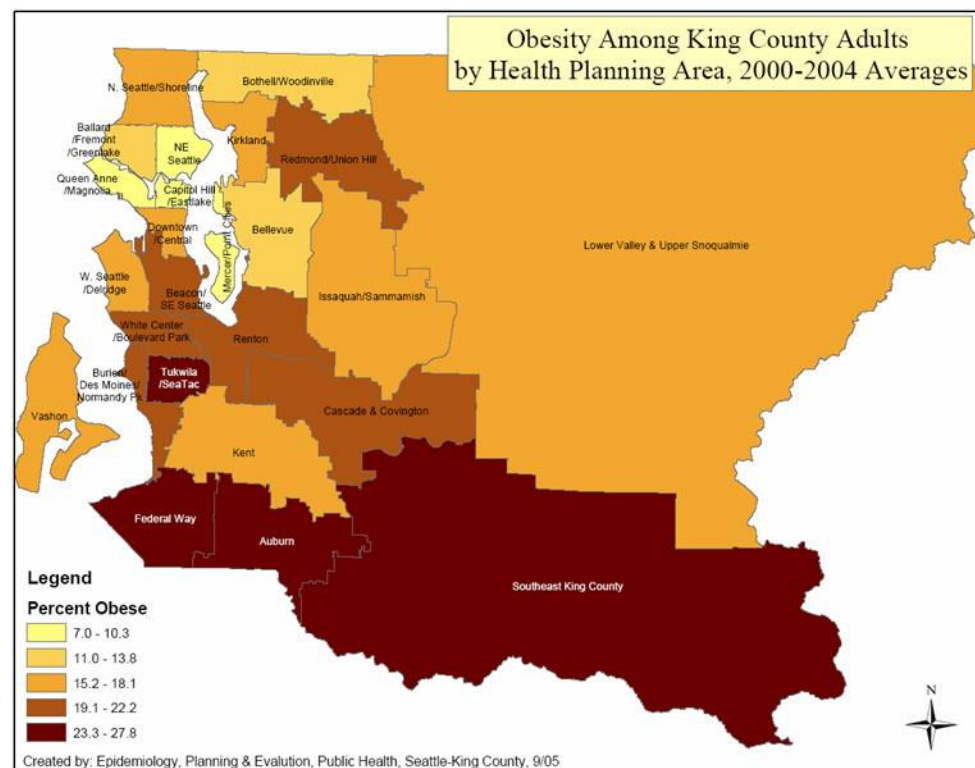 Obesity Among King County Adults
by Health Planning Area, 2000-2004 Averages
N. Seattle/Shoreline
Bothell/Woodinville
Ballard
/Fremont
/Greenlake
NE
Seattle
Kirkland
Redmond/Union Hill
Queen Anne
/Magnolia
Capitol Hill
/Eastlake
Mercer/Point Cities
Downtown
/Central
Bellevue
Lower Valley & Upper Snoqualmie
W. Seattle
/Delridge
Beacon/
SE Seattle
Issaquah/Sammamish
White Center
/Boulevard Park
Renton
Burien/
Des Moines/
Normandy Pk
Tukwila
/SeaTac
Vashon
Cascade & Covington
Kent
Federal Way
Auburn
Southeast King County
Legend
Percent Obese
7.0 - 10.3
11.0 - 13.8
15.2 - 18.1
19.1 - 22.2
23.3 - 27.8
N
Created by: Epidemiology, Planning & Evalution, Public Health, Seattle-King County, 9/05